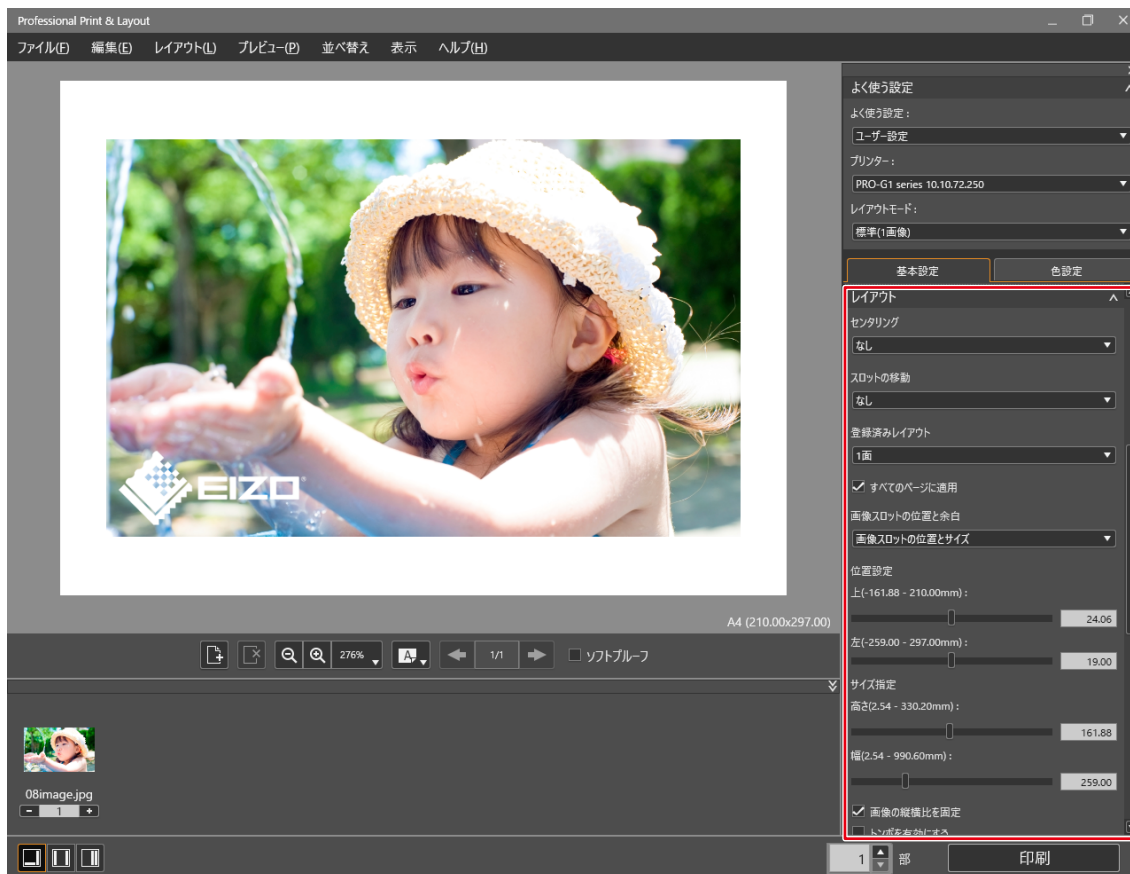 Professional Print & Layout
ファイル(F) 編集(E) レイアウト(L) プレビュー(P) 並べ替え 表示 ヘルプ(H)
EIZO
A4 (210.00x297.00)
276%
A
1/1
ソフトプルーフ
08image.jpg
- 1 +
よく使う設定
よく使う設定 :
ユーザー設定
プリンター :
PRO-G1 series 10.10.72.250
レイアウトモード :
標準(1画像)
基本設定 色設定
レイアウト
センタリング
なし
スロットの移動
なし
登録済みレイアウト
1面
すべてのページに適用
画像スロットの位置と余白
画像スロットの位置とサイズ
位置設定
上(-161.88 - 210.00mm) :
24.06
左(-259.00 - 297.00mm) :
19.00
サイズ指定
高さ(2.54 - 330.20mm) :
161.88
幅(2.54 - 990.60mm) :
259.00
画像の縦横比を固定
トンボを有効にする
1 部 印刷